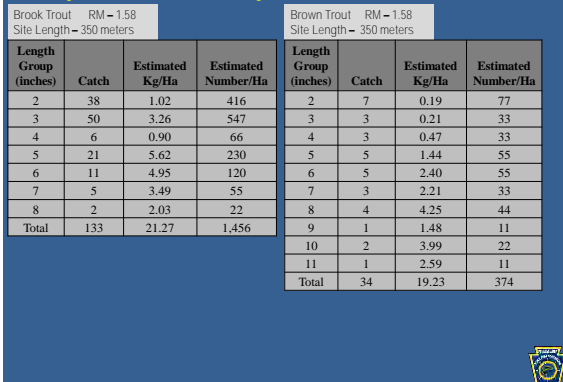 Brook Trout RM – 1.58
Site Length – 350 meters
Length Group (inches) Catch Estimated Kg/Ha Estimated Number/Ha
2 38 1.02 416
3 50 3.26 547
4 6 0.90 66
5 21 5.62 230
6 11 4.95 120
7 5 3.49 55
8 2 2.03 22
Total 133 21.27 1,456
Brown Trout RM – 1.58
Site Length – 350 meters
Length Group (inches) Catch Estimated Kg/Ha Estimated Number/Ha
2 7 0.19 77
3 3 0.21 33
4 3 0.47 33
5 5 1.44 55
6 5 2.40 55
7 3 2.21 33
8 4 4.25 44
9 1 1.48 11
10 2 3.99 22
11 1 2.59 11
Total 34 19.23 374